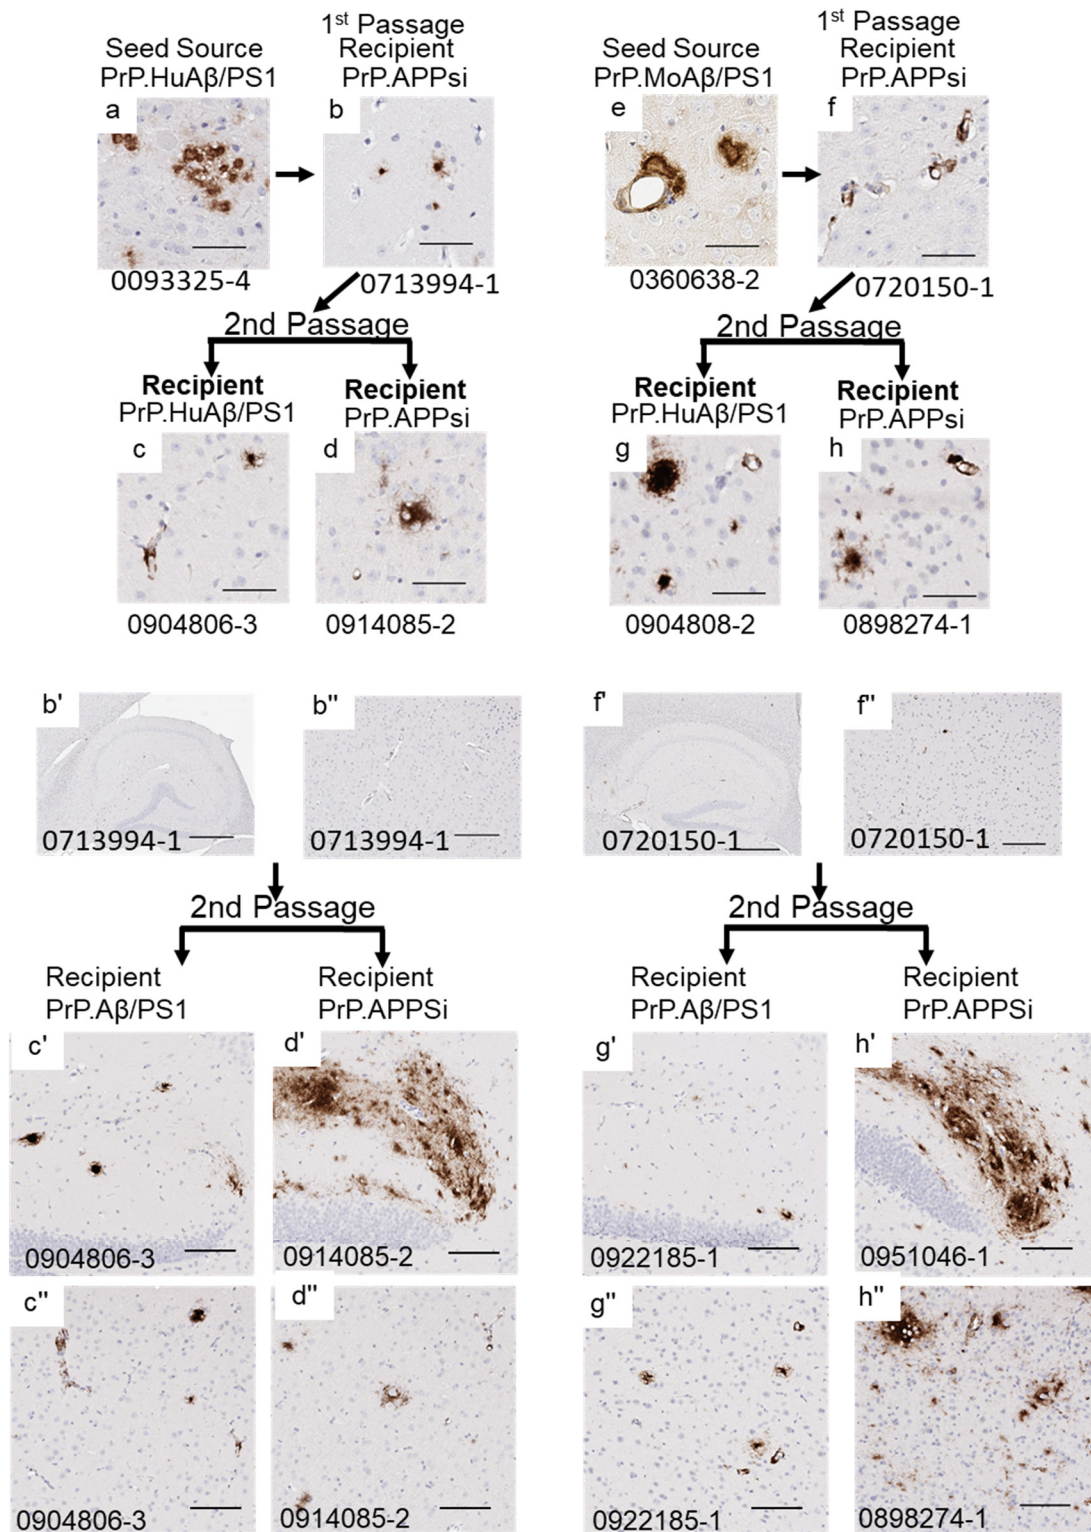 1st Passage
Seed Source
Recipient
PrP.HuAβ/PS1
PrP.APPsi
a
b
0093325-4
0713994-1
1st Passage
Seed Source
Recipient
PrP.MoAβ/PS1
PrP.APPsi
e
f
0360638-2
0720150-1
2nd Passage
Recipient
PrP.HuAβ/PS1
Recipient
PrP.APPsi
c
d
0904806-3
0914085-2
2nd Passage
Recipient
PrP.HuAβ/PS1
Recipient
PrP.APPsi
g
h
0904808-2
0898274-1
b'
b"
f'
f"
0713994-1
0713994-1
0720150-1
0720150-1
2nd Passage
Recipient
PrP.Aβ/PS1
Recipient
PrP.APPSi
2nd Passage
Recipient
PrP.Aβ/PS1
Recipient
PrP.APPSi
c'
d'
g'
h'
0904806-3
0914085-2
0922185-1
0951046-1
c"
d"
g"
h"
0904806-3
0914085-2
0922185-1
0898274-1